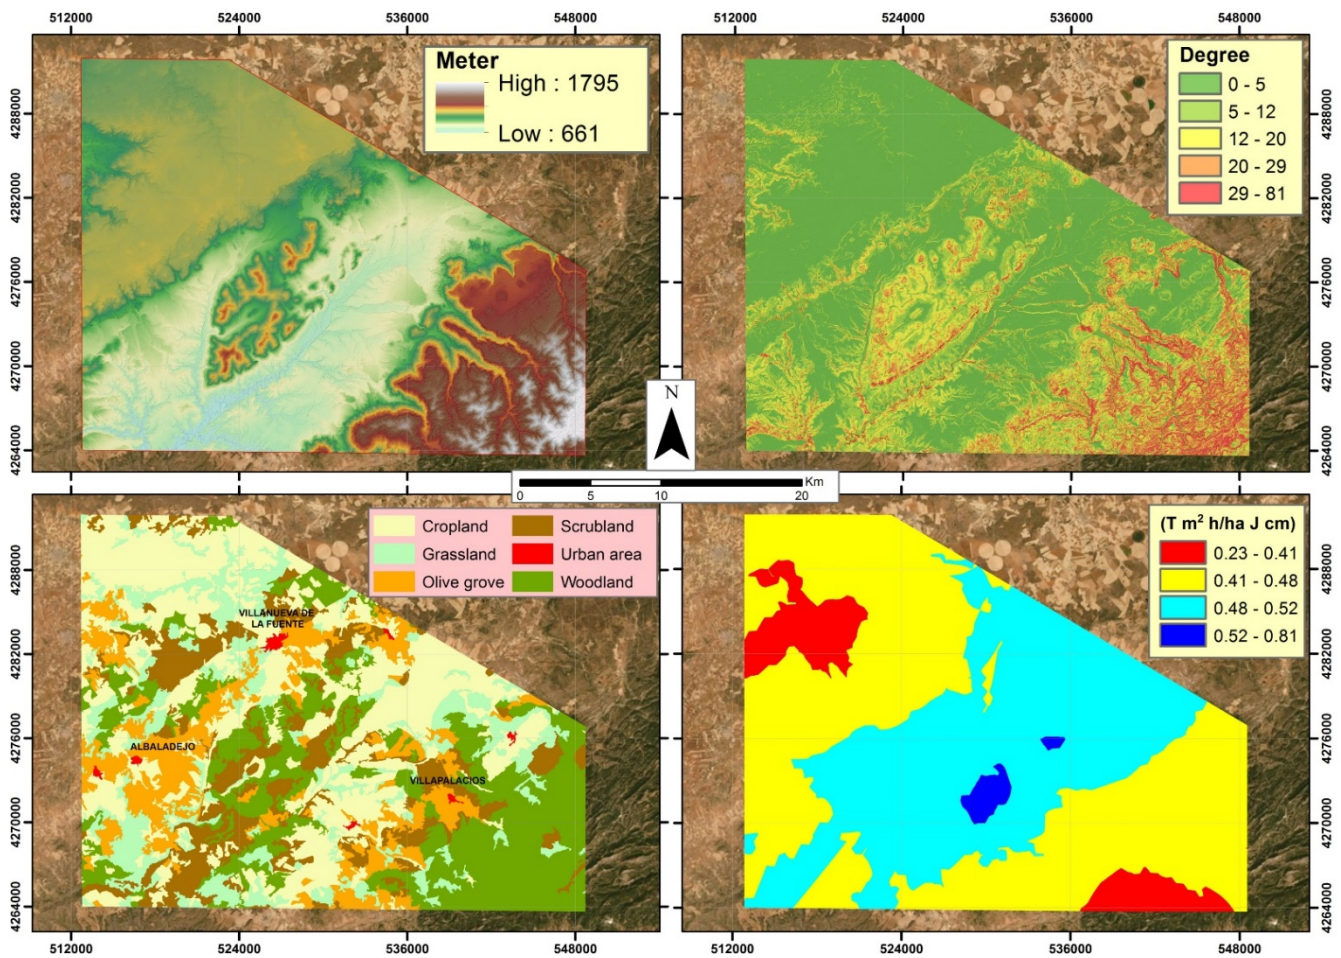 512000 524000 536000 548000
512000 524000 536000 548000
4288000
4282000
4276000
4270000
4264000
Meter
High : 1795
Low : 661
Degree
0 - 5
5 - 12
12 - 20
20 - 29
29 - 81
4288000
4282000
4276000
4270000
4264000
N
0 5 10 20 Km
4288000
4282000
4276000
4270000
4264000
Cropland
Grassland
Olive grove
Scrubland
Urban area
Woodland
VILLANUEVA DE
LA FUENTE
ALBALADEJO
VILLAPALACIOS
(T m² h/ha J cm)
0.23 - 0.41
0.41 - 0.48
0.48 - 0.52
0.52 - 0.81
4288000
4282000
4276000
4270000
4264000
512000 524000 536000 548000
512000 524000 536000 548000